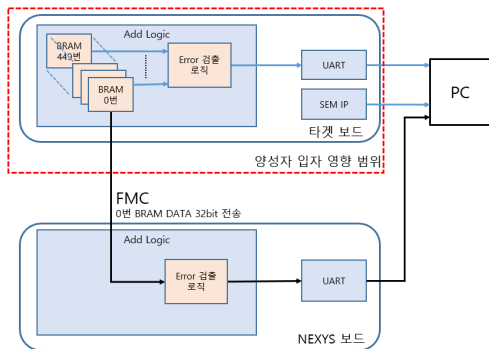 Add Logic
BRAM
449번
BRAM
0번
Error 검출
로직
UART
SEM IP
PC
타겟 보드
양성자 입자 영향 범위
FMC
0번 BRAM DATA 32bit 전송
Add Logic
Error 검출
로직
UART
NEXYS 보드